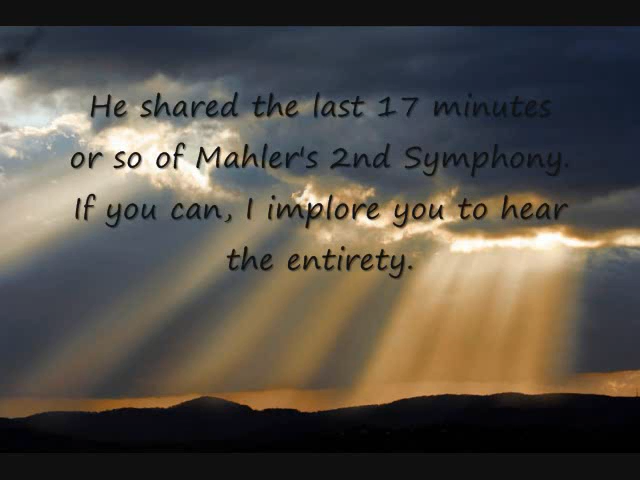 He shared the last 17 minutes
or so of Mahler's 2nd Symphony.
If you can, I implore you to hear
the entirety.